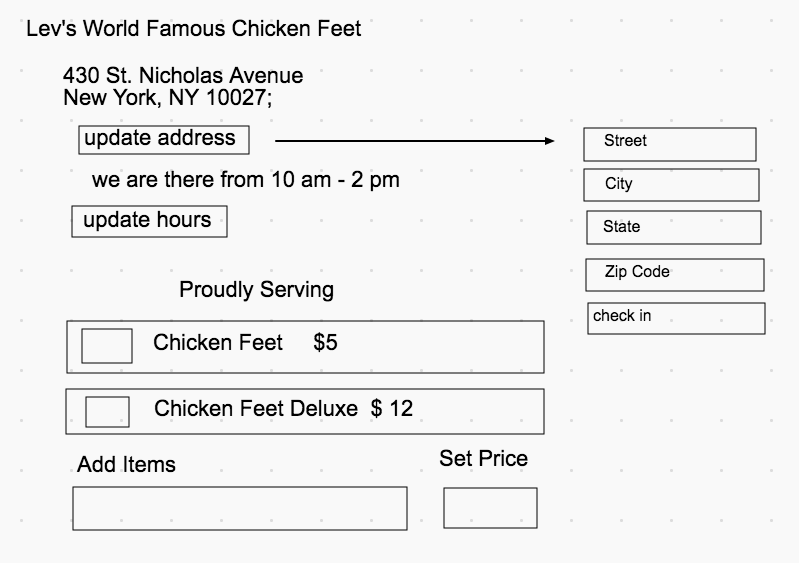 Lev's World Famous Chicken Feet
430 St. Nicholas Avenue
New York, NY 10027;
update address
we are there from 10 am - 2 pm
update hours
Street
City
State
Zip Code
check in
Proudly Serving
Chicken Feet $5
Chicken Feet Deluxe $ 12
Add Items
Set Price